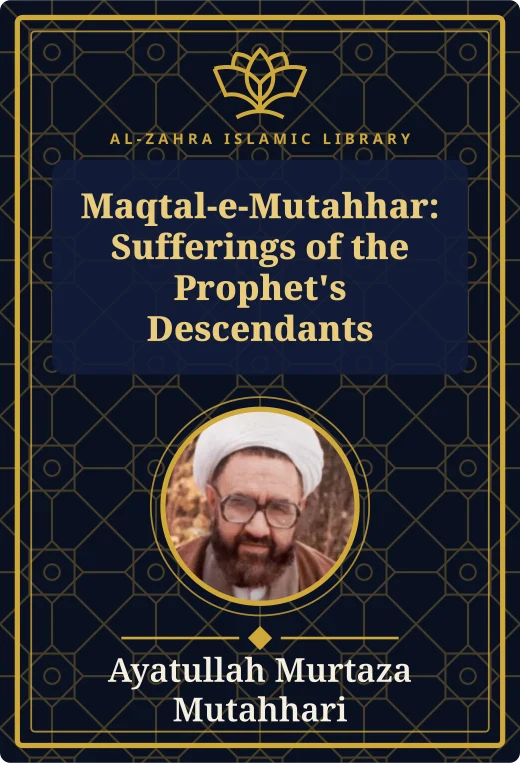 AL-ZAHRA ISLAMIC LIBRARY
Maqtal-e-Mutahhar:
Sufferings of the
Prophet's
Descendants
Ayatullah Murtaza
Mutahhari